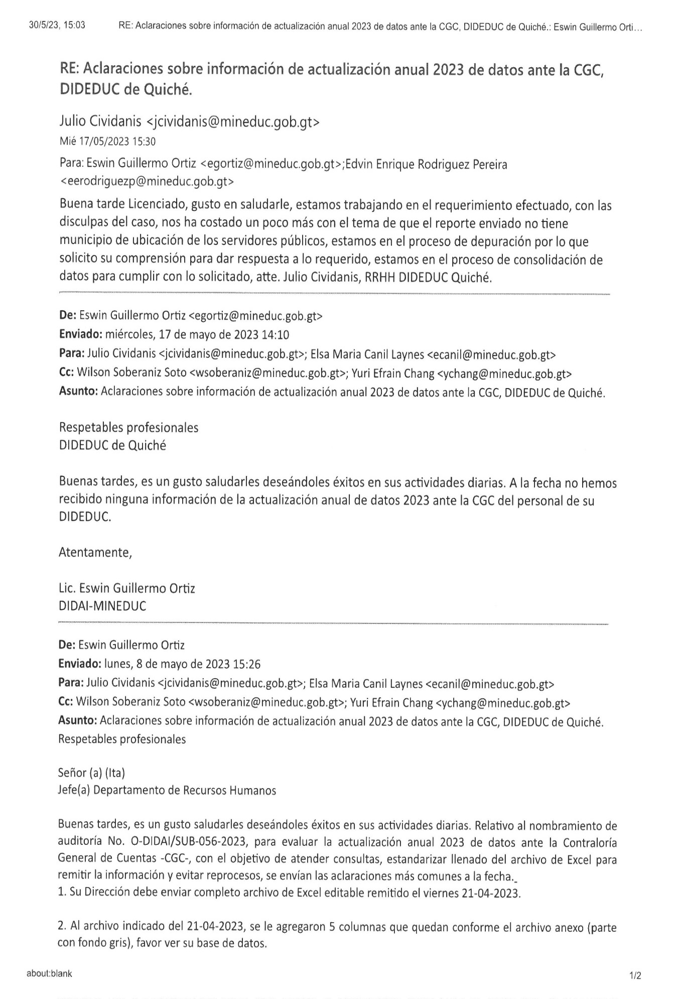 30/5/23, 15:03 RE: Aclaraciones sobre información de actualización anual 2023 de datos ante la CGC, DIDEDUC de Quiché.: Eswin Guillermo Orti...
RE: Aclaraciones sobre información de actualización anual 2023 de datos ante la CGC,
DIDEDUC de Quiché.
Julio Cividanis <jcividanis@mineduc.gob.gt>
Mié 17/05/2023 15:30
Para: Eswin Guillermo Ortiz <egortiz@mineduc.gob.gt>;Edvin Enrique Rodriguez Pereira
<eerodriguezp@mineduc.gob.gt>
Buena tarde Licenciado, gusto en saludarle, estamos trabajando en el requerimiento efectuado, con las
disculpas del caso, nos ha costado un poco más con el tema de que el reporte enviado no tiene
municipio de ubicación de los servidores públicos, estamos en el proceso de depuración por lo que
solicito su comprensión para dar respuesta a lo requerido, estamos en el proceso de consolidación de
datos para cumplir con lo solicitado, atte. Julio Cividanis, RRHH DIDEDUC Quiché.
De: Eswin Guillermo Ortiz <egortiz@mineduc.gob.gt>
Enviado: miércoles, 17 de mayo de 2023 14:10
Para: Julio Cividanis <jcividanis@mineduc.gob.gt>; Elsa Maria Canil Laynes <ecanil@mineduc.gob.gt>
Cc: Wilson Soberaniz Soto <wsoberaniz@mineduc.gob.gt>; Yuri Efrain Chang <ychang@mineduc.gob.gt>
Asunto: Aclaraciones sobre información de actualización anual 2023 de datos ante la CGC, DIDEDUC de Quiché.
Respetables profesionales
DIDEDUC de Quiché
Buenas tardes, es un gusto saludarles deseándoles éxitos en sus actividades diarias. A la fecha no hemos
recibido ninguna información de la actualización anual de datos 2023 ante la CGC del personal de su
DIDEDUC.
Atentamente,
Lic. Eswin Guillermo Ortiz
DIDAI-MINEDUC
De: Eswin Guillermo Ortiz
Enviado: lunes, 8 de mayo de 2023 15:26
Para: Julio Cividanis <jcividanis@mineduc.gob.gt>; Elsa Maria Canil Laynes <ecanil@mineduc.gob.gt>
Cc: Wilson Soberaniz Soto <wsoberaniz@mineduc.gob.gt>; Yuri Efrain Chang <ychang@mineduc.gob.gt>
Asunto: Aclaraciones sobre información de actualización anual 2023 de datos ante la CGC, DIDEDUC de Quiché.
Respetables profesionales
Señor (a) (Ita)
Jefe(a) Departamento de Recursos Humanos
Buenas tardes, es un gusto saludarles deseándoles éxitos en sus actividades diarias. Relativo al nombramiento de
auditoría No. O-DIDAI/SUB-056-2023, para evaluar la actualización anual 2023 de datos ante la Contraloría
General de Cuentas -CGC-, con el objetivo de atender consultas, estandarizar llenado del archivo de Excel para
remitir la información y evitar reprocesos, se envían las aclaraciones más comunes a la fecha._
1. Su Dirección debe enviar completo archivo de Excel editable remitido el viernes 21-04-2023.
2. Al archivo indicado del 21-04-2023, se le agregaron 5 columnas que quedan conforme el archivo anexo (parte
con fondo gris), favor ver su base de datos.
about:blank 1/2